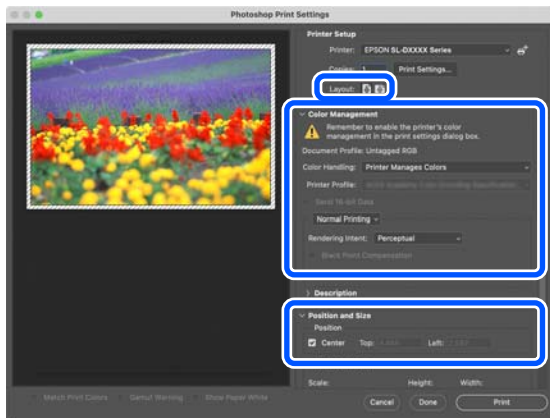 Photoshop Print Settings
Printer Setup
Printer: EPSON SL-DXXXX Series
Copies: 1 Print Settings...
Layout:
Color Management
Remember to enable the printer's color
management in the print settings dialog box.
Document Profile: Untagged RGB
Color Handling: Printer Manages Colors
Printer Profile:
Send 16-bit Data
Normal Printing
Rendering Intent: Perceptual
Black Point Compensation
Description
Position and Size
Position
Center Top: Left:
Scale: Height: Width:
Match Print Colors Gamut Warning Show Paper White
Cancel Done Print